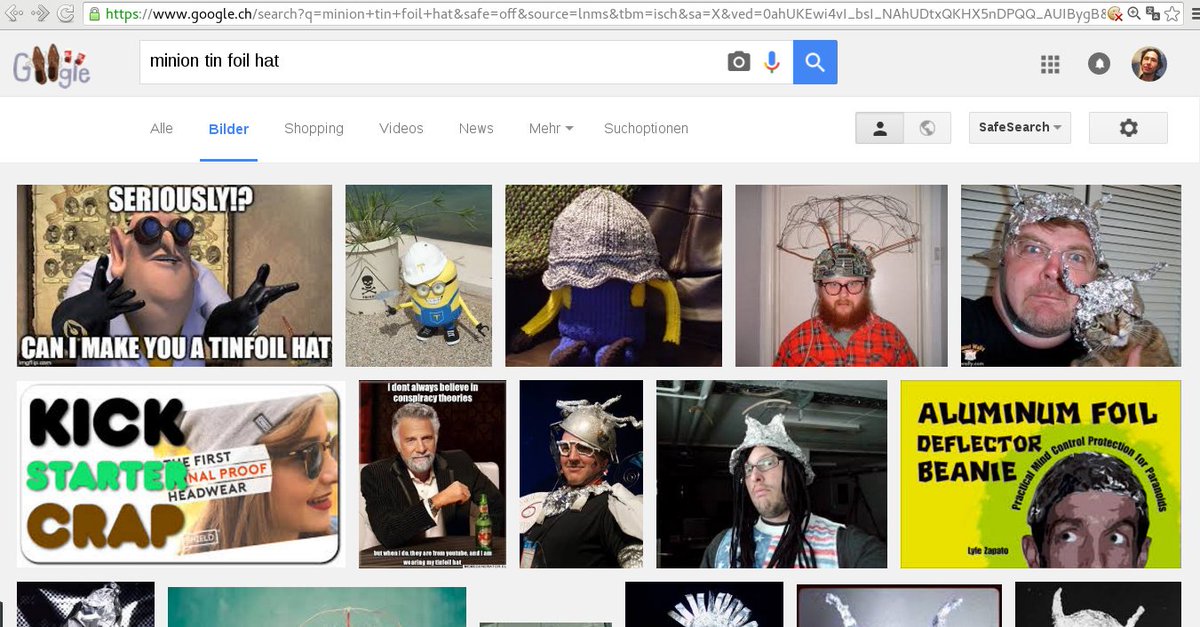 https://www.google.ch/search?q=minion+tin+foil+hat&safe=off&source=lnms&tbm=isch&sa=X&ved=0ahUKEwi4vI_bsI_NAhUDtxQKHX5nDPQQ_AUIBygB&
Google
minion tin foil hat
Alle Bilder Shopping Videos News Mehr Suchoptionen
SafeSearch
SERIOUSLY!?
CAN I MAKE YOU A TINFOIL HAT
imgflip.com
T
T
KICK
STARTER
CRAP
THE FIRST
NAL PROOF
HEADWEAR
SHIELD
I dont always believe in
conspiracy theories
but when I do, they are from youtube, and I am
wearing my tinfoil hat
ALUMINUM FOIL
DEFLECTOR
BEANIE
Practical Mind Control Protection for Paranoids
Lyle Zapato